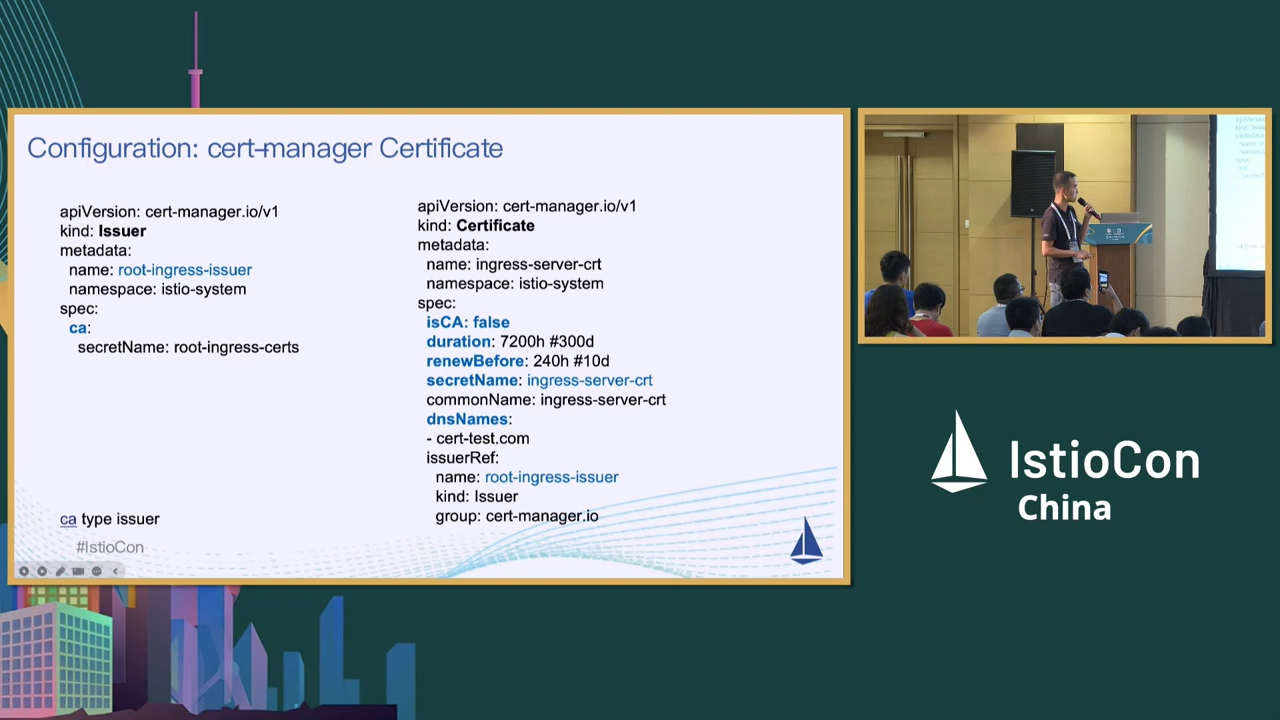 Configuration: cert-manager Certificate
apiVersion: cert-manager.io/v1
kind: Issuer
metadata:
name: root-ingress-issuer
namespace: istio-system
spec:
ca:
secretName: root-ingress-certs
ca type issuer
#IstioCon
apiVersion: cert-manager.io/v1
kind: Certificate
metadata:
name: ingress-server-crt
namespace: istio-system
spec:
isCA: false
duration: 7200h #300d
renewBefore: 240h #10d
secretName: ingress-server-crt
commonName: ingress-server-crt
dnsNames:
- cert-test.com
issuerRef:
name: root-ingress-issuer
kind: Issuer
group: cert-manager.io
IstioCon
China